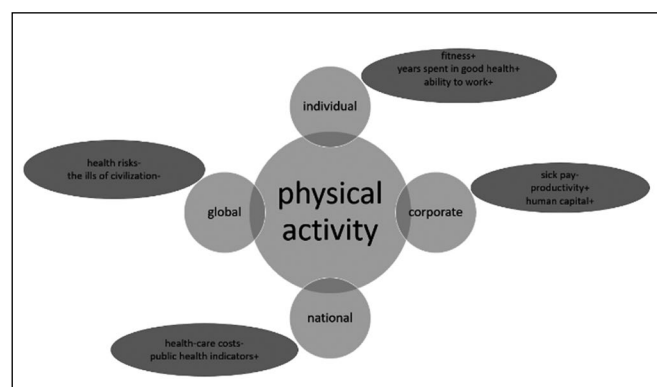 fitness+
years spent in good health+
ability to work+
individual
health risks-
the ills of civilization-
global
physical
activity
corporate
sick pay-
productivity+
human capital+
national
health-care costs-
public health indicators+